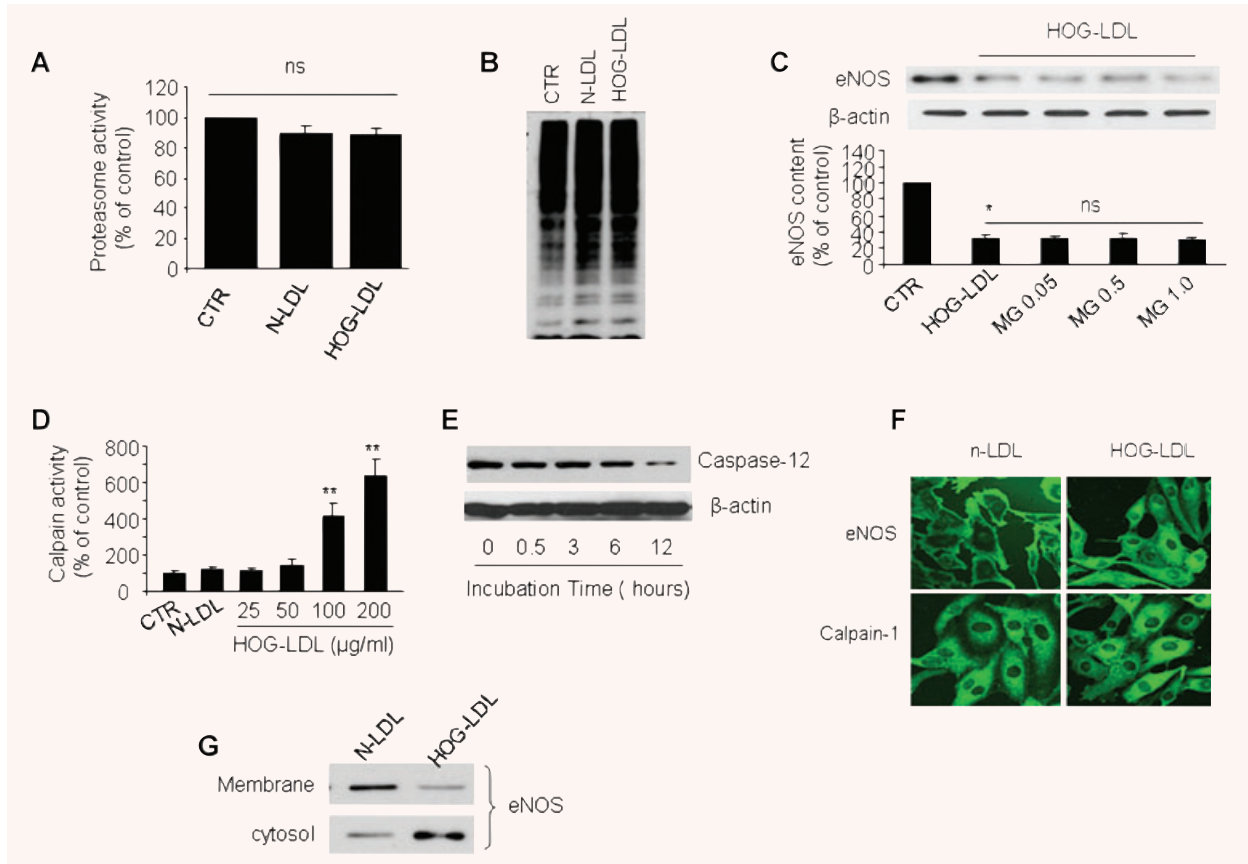 A
ns
Proteasome activity
(% of control)
120
100
80
60
40
20
0
CTR
N-LDL
HOG-LDL
B
CTR
N-LDL
HOG-LDL
C
HOG-LDL
eNOS
β-actin
eNOS content
(% of control)
140
120
100
80
60
40
20
0
*
ns
CTR
HOG-LDL
MG 0.05
MG 0.5
MG 1.0
D
Calpain activity
(% of control)
800
600
400
200
0
**
**
CTR
N-LDL
25 50 100 200
HOG-LDL (µg/ml)
E
Caspase-12
β-actin
0 0.5 3 6 12
Incubation Time ( hours)
F
n-LDL HOG-LDL
eNOS
Calpain-1
G
N-LDL
HOG-LDL
Membrane
cytosol
eNOS